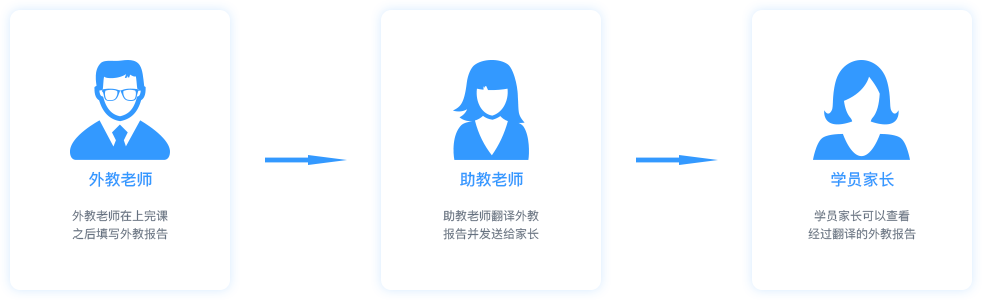 外教老师
外教老师在上完课
之后填写外教报告
助教老师
助教老师翻译外教
报告并发送给家长
学员家长
学员家长可以查看
经过翻译的外教报告